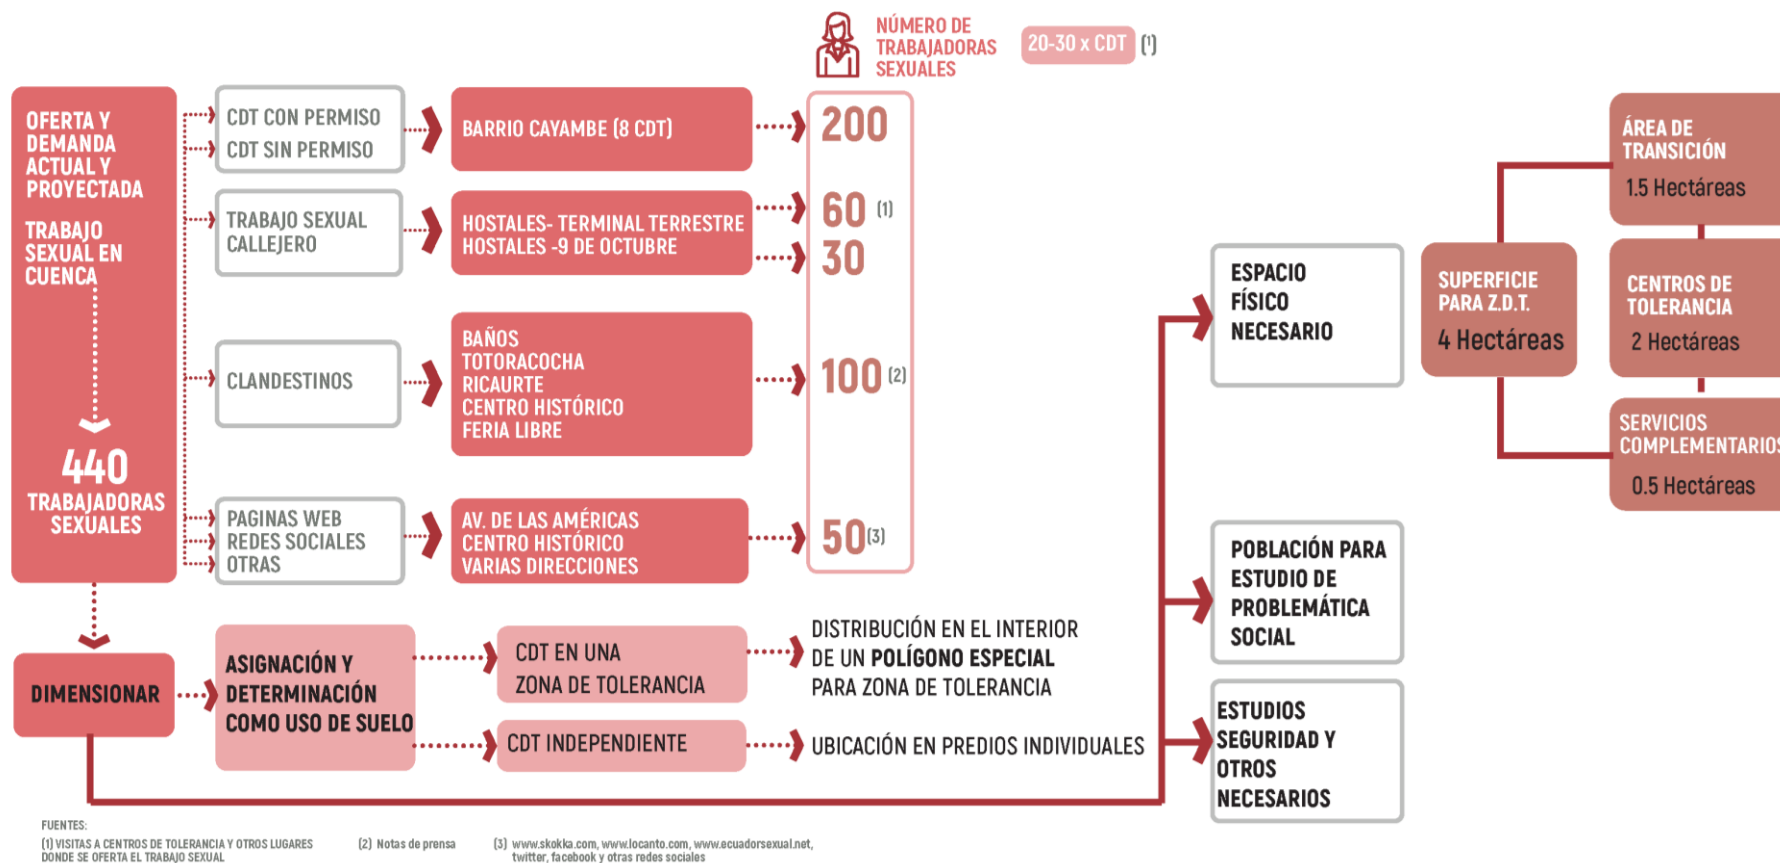 NÚMERO DE
TRABAJADORAS
SEXUALES
20-30 x CDT (¹)
OFERTA Y
DEMANDA
ACTUAL Y
PROYECTADA
TRABAJO
SEXUAL EN
CUENCA
440
TRABAJADORAS
SEXUALES
CDT CON PERMISO
CDT SIN PERMISO
BARRIO CAYAMBE (8 CDT)
200
TRABAJO SEXUAL
CALLEJERO
HOSTALES- TERMINAL TERRESTRE
HOSTALES -9 DE OCTUBRE
60 (1)
30
CLANDESTINOS
BAÑOS
TOTORACOCHA
RICAURTE
CENTRO HISTÓRICO
FERIA LIBRE
100 (2)
PAGINAS WEB
REDES SOCIALES
OTRAS
AV. DE LAS AMÉRICAS
CENTRO HISTÓRICO
VARIAS DIRECCIONES
50 (3)
DIMENSIONAR
ASIGNACIÓN Y
DETERMINACIÓN
COMO USO DE SUELO
CDT EN UNA
ZONA DE TOLERANCIA
DISTRIBUCIÓN EN EL INTERIOR
DE UN POLÍGONO ESPECIAL
PARA ZONA DE TOLERANCIA
CDT INDEPENDIENTE
UBICACIÓN EN PREDIOS INDIVIDUALES
ESPACIO
FÍSICO
NECESARIO
SUPERFICIE
PARA Z.D.T.
4 Hectáreas
ÁREA DE
TRANSICIÓN
1.5 Hectáreas
CENTROS DE
TOLERANCIA
2 Hectáreas
SERVICIOS
COMPLEMENTARIOS
0.5 Hectáreas
POBLACIÓN PARA
ESTUDIO DE
PROBLEMÁTICA
SOCIAL
ESTUDIOS
SEGURIDAD Y
OTROS
NECESARIOS
FUENTES:
(1) VISITAS A CENTROS DE TOLERANCIA Y OTROS LUGARES
DONDE SE OFERTA EL TRABAJO SEXUAL
(2) Notas de prensa
(3) www.skokka.com, www.locanto.com, www.ecuadorsexual.net,
twitter, facebook y otras redes sociales